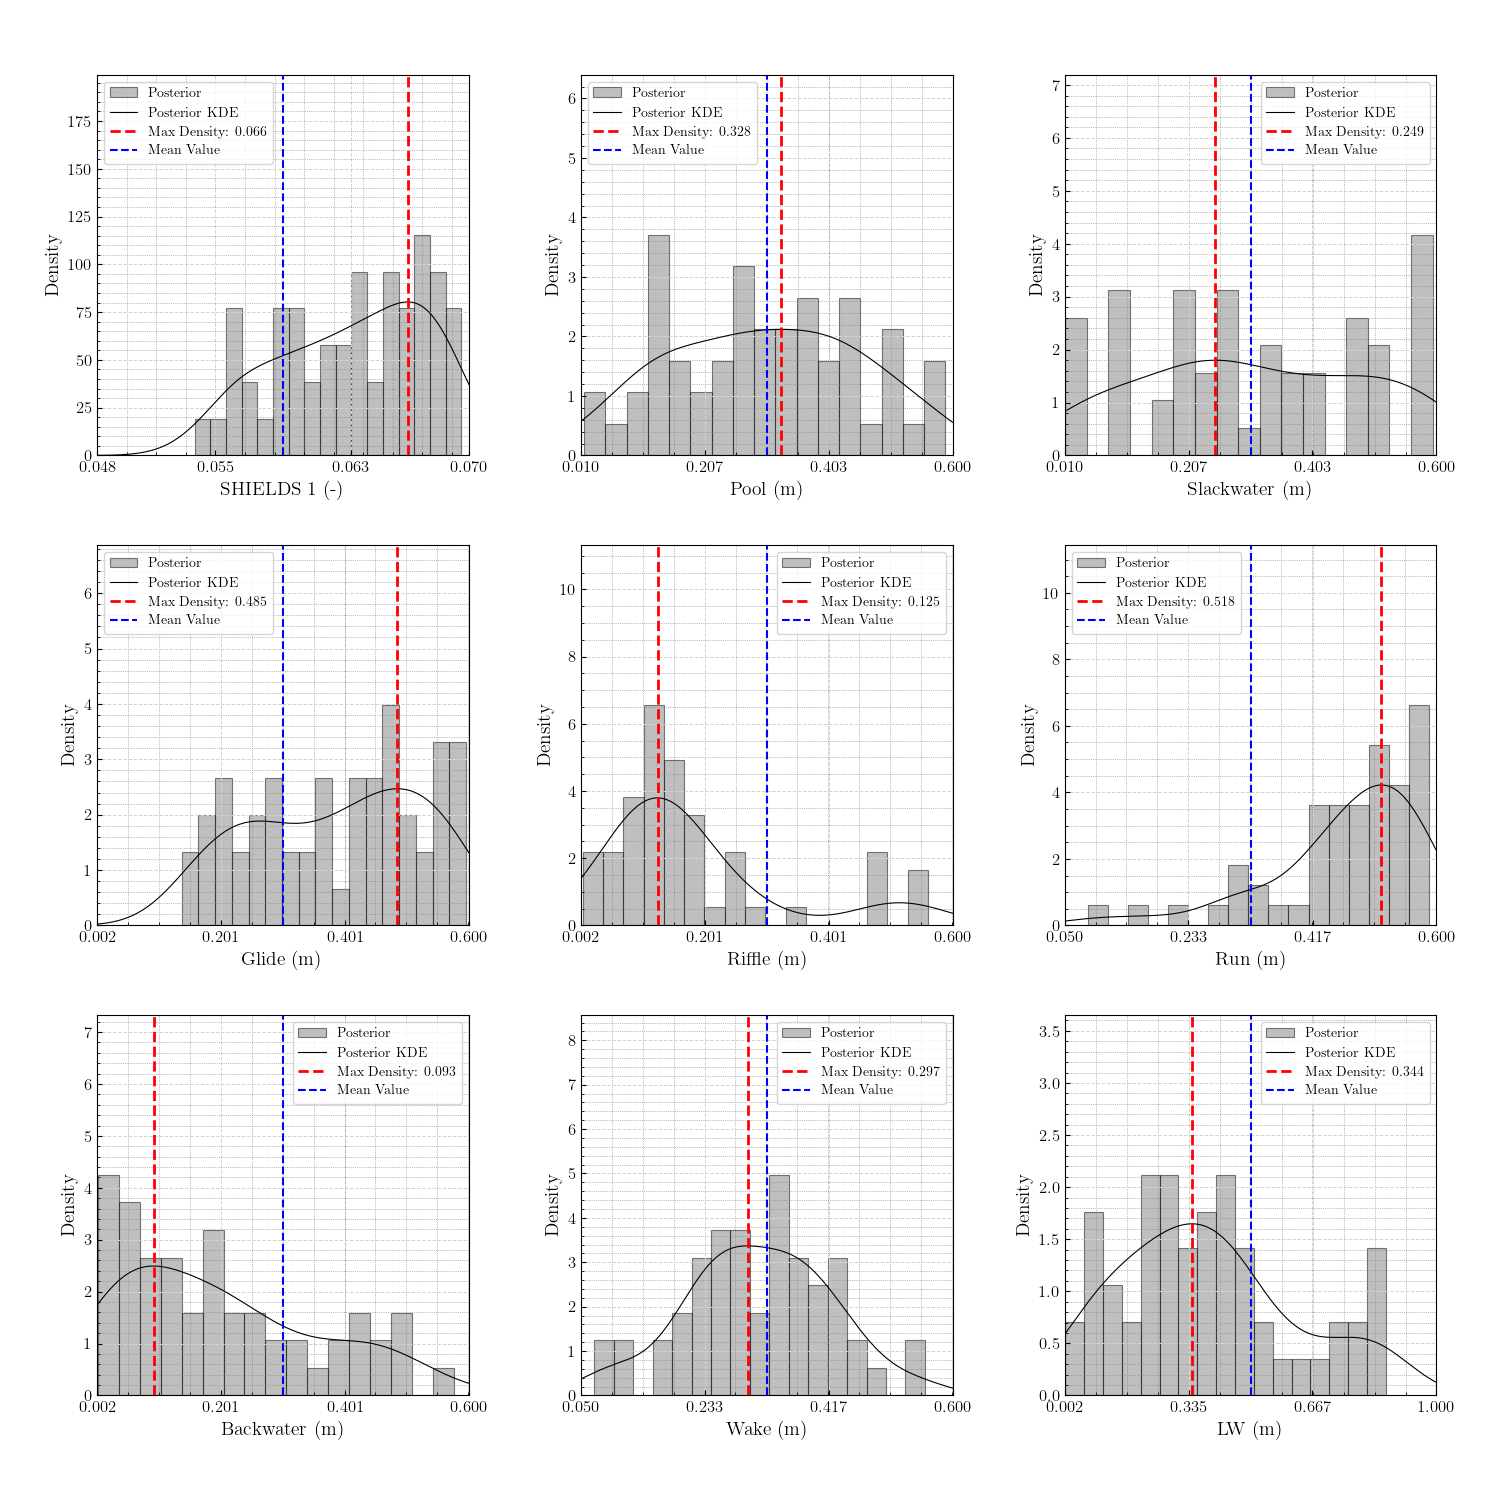 Posterior
Posterior KDE
Max Density: 0.066
Mean Value
175
150
125
100
75
50
25
0
Density
0.048
0.055
0.063
0.070
SHIELDS 1 (-)
Posterior
Posterior KDE
Max Density: 0.328
Mean Value
6
5
4
3
2
1
0
Density
0.010
0.207
0.403
0.600
Pool (m)
Posterior
Posterior KDE
Max Density: 0.249
Mean Value
7
6
5
4
3
2
1
0
Density
0.010
0.207
0.403
0.600
Slackwater (m)
Posterior
Posterior KDE
Max Density: 0.485
Mean Value
6
5
4
3
2
1
0
Density
0.002
0.201
0.401
0.600
Glide (m)
Posterior
Posterior KDE
Max Density: 0.125
Mean Value
10
8
6
4
2
0
Density
0.002
0.201
0.401
0.600
Riffle (m)
Posterior
Posterior KDE
Max Density: 0.518
Mean Value
10
8
6
4
2
0
Density
0.050
0.233
0.417
0.600
Run (m)
Posterior
Posterior KDE
Max Density: 0.093
Mean Value
7
6
5
4
3
2
1
0
Density
0.002
0.201
0.401
0.600
Backwater (m)
Posterior
Posterior KDE
Max Density: 0.297
Mean Value
8
7
6
5
4
3
2
1
0
Density
0.050
0.233
0.417
0.600
Wake (m)
Posterior
Posterior KDE
Max Density: 0.344
Mean Value
3.5
3.0
2.5
2.0
1.5
1.0
0.5
0.0
Density
0.002
0.335
0.667
1.000
LW (m)